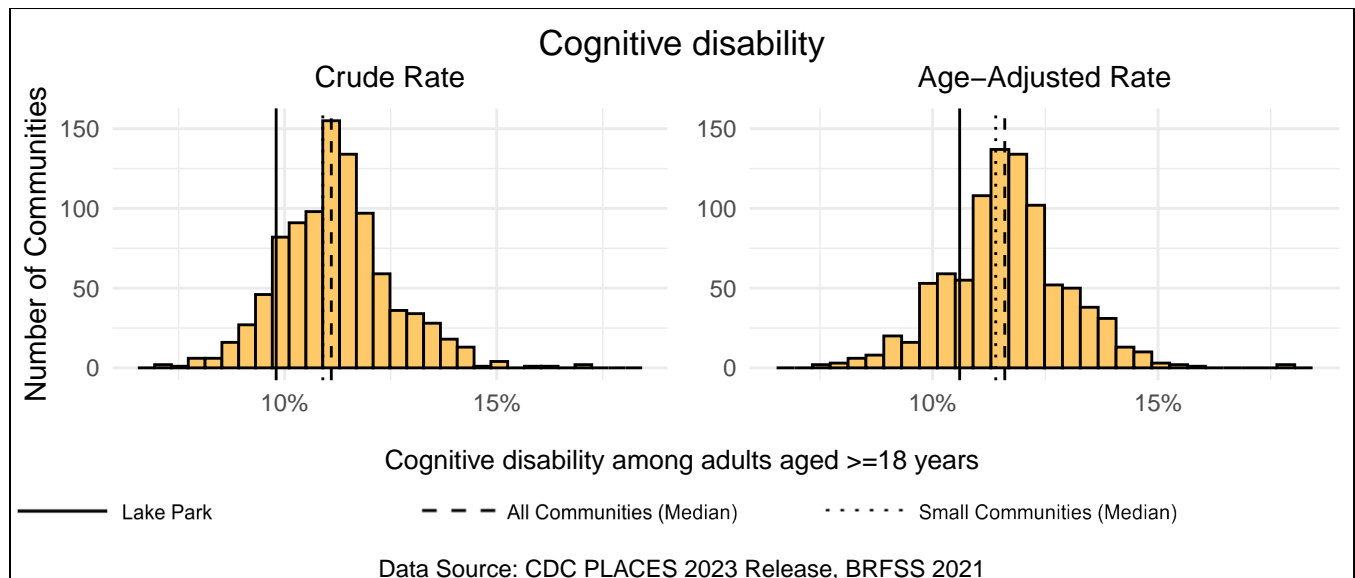 Cognitive disability
Crude Rate
Age−Adjusted Rate
Number of Communities
150
100
50
0
10%
15%
150
100
50
0
10%
15%
Cognitive disability among adults aged >=18 years
Lake Park
All Communities (Median)
Small Communities (Median)
Data Source: CDC PLACES 2023 Release, BRFSS 2021